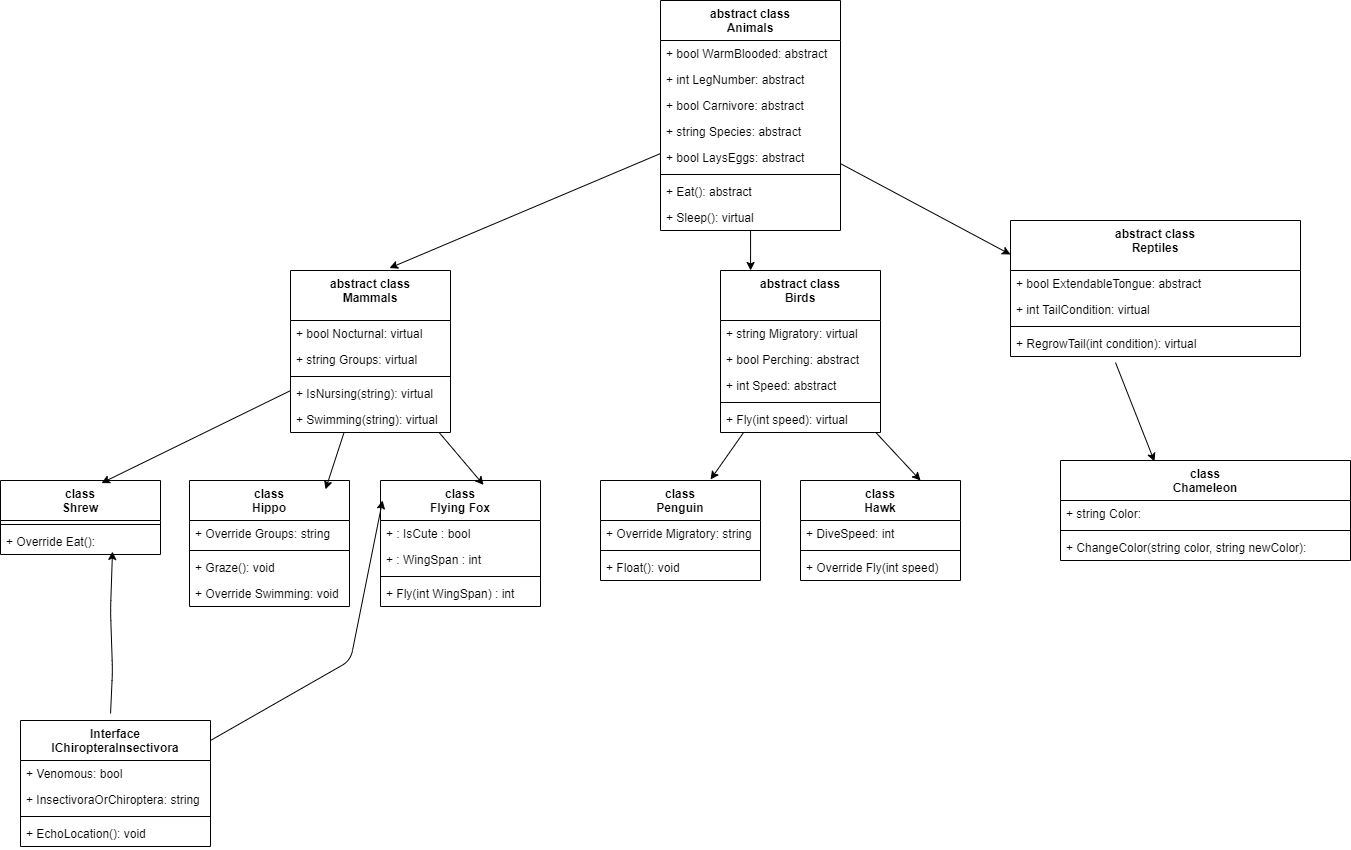 abstract class
Animals
+ bool WarmBlooded: abstract
+ int LegNumber: abstract
+ bool Carnivore: abstract
+ string Species: abstract
+ bool LaysEggs: abstract
+ Eat(): abstract
+ Sleep(): virtual
abstract class
Mammals
+ bool Nocturnal: virtual
+ string Groups: virtual
+ IsNursing(string): virtual
+ Swimming(string): virtual
abstract class
Birds
+ string Migratory: virtual
+ bool Perching: abstract
+ int Speed: abstract
+ Fly(int speed): virtual
abstract class
Reptiles
+ bool ExtendableTongue: abstract
+ int TailCondition: virtual
+ RegrowTail(int condition): virtual
class
Shrew
+ Override Eat():
class
Hippo
+ Override Groups: string
+ Graze(): void
+ Override Swimming: void
class
Flying Fox
+ : IsCute : bool
+ : WingSpan : int
+ Fly(int WingSpan) : int
class
Penguin
+ Override Migratory: string
+ Float(): void
class
Hawk
+ DiveSpeed: int
+ Override Fly(int speed)
class
Chameleon
+ string Color:
+ ChangeColor(string color, string newColor):
Interface
IChiropteraInsectivora
+ Venomous: bool
+ InsectivoraOrChiroptera: string
+ EchoLocation(): void